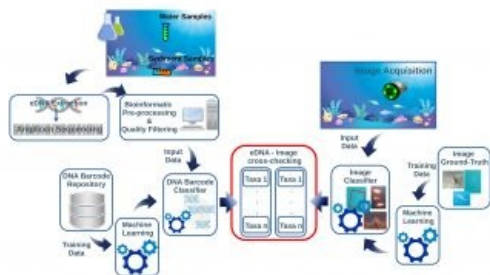 Water Samples
Sediment Samples
eDNA Extraction
Amplicon Sequencing
Bioinformatic
Pre-processing
&
Quality Filtering
Image Acquisition
Input
Data
Input
Data
DNA Barcode
Repository
Training
Data
Machine
Learning
DNA Barcode
Classifier
eDNA - Image
cross-checking
Taxa 1
Taxa n
Taxa 1
Taxa n
Image
Classifier
Training
Data
Machine
Learning
Image
Ground-Truth